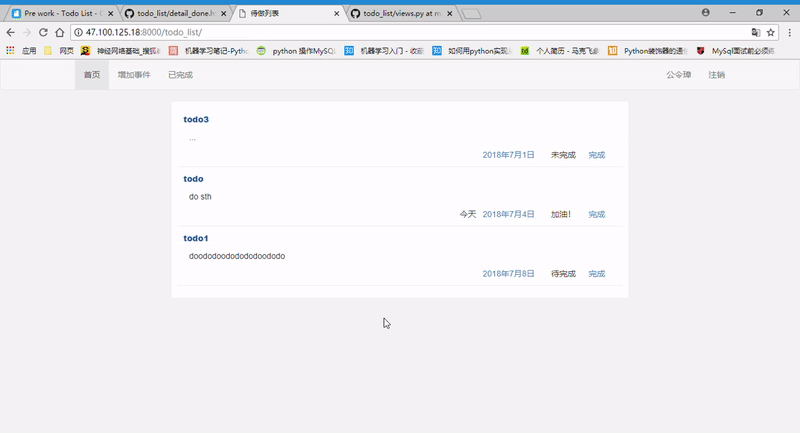 Pre work - Todo List - 
todo_list/detail_done.h
待做列表
todo_list/views.py at m
47.100.125.18:8000/todo_list/
应用 网页 神经网络基础_搜狐 机器学习笔记-Pyth python 操作MySQ 机器学习入门 - 收藏 如何用python实现 个人简历 - 马克飞象 Python装饰器的通 MySql面试前必须
首页 增加事件 已完成 公令璋 注销
todo3
...
2018年7月1日 未完成 完成
todo
do sth
今天 2018年7月4日 加油！ 完成
todo1
2018年7月8日 待完成 完成